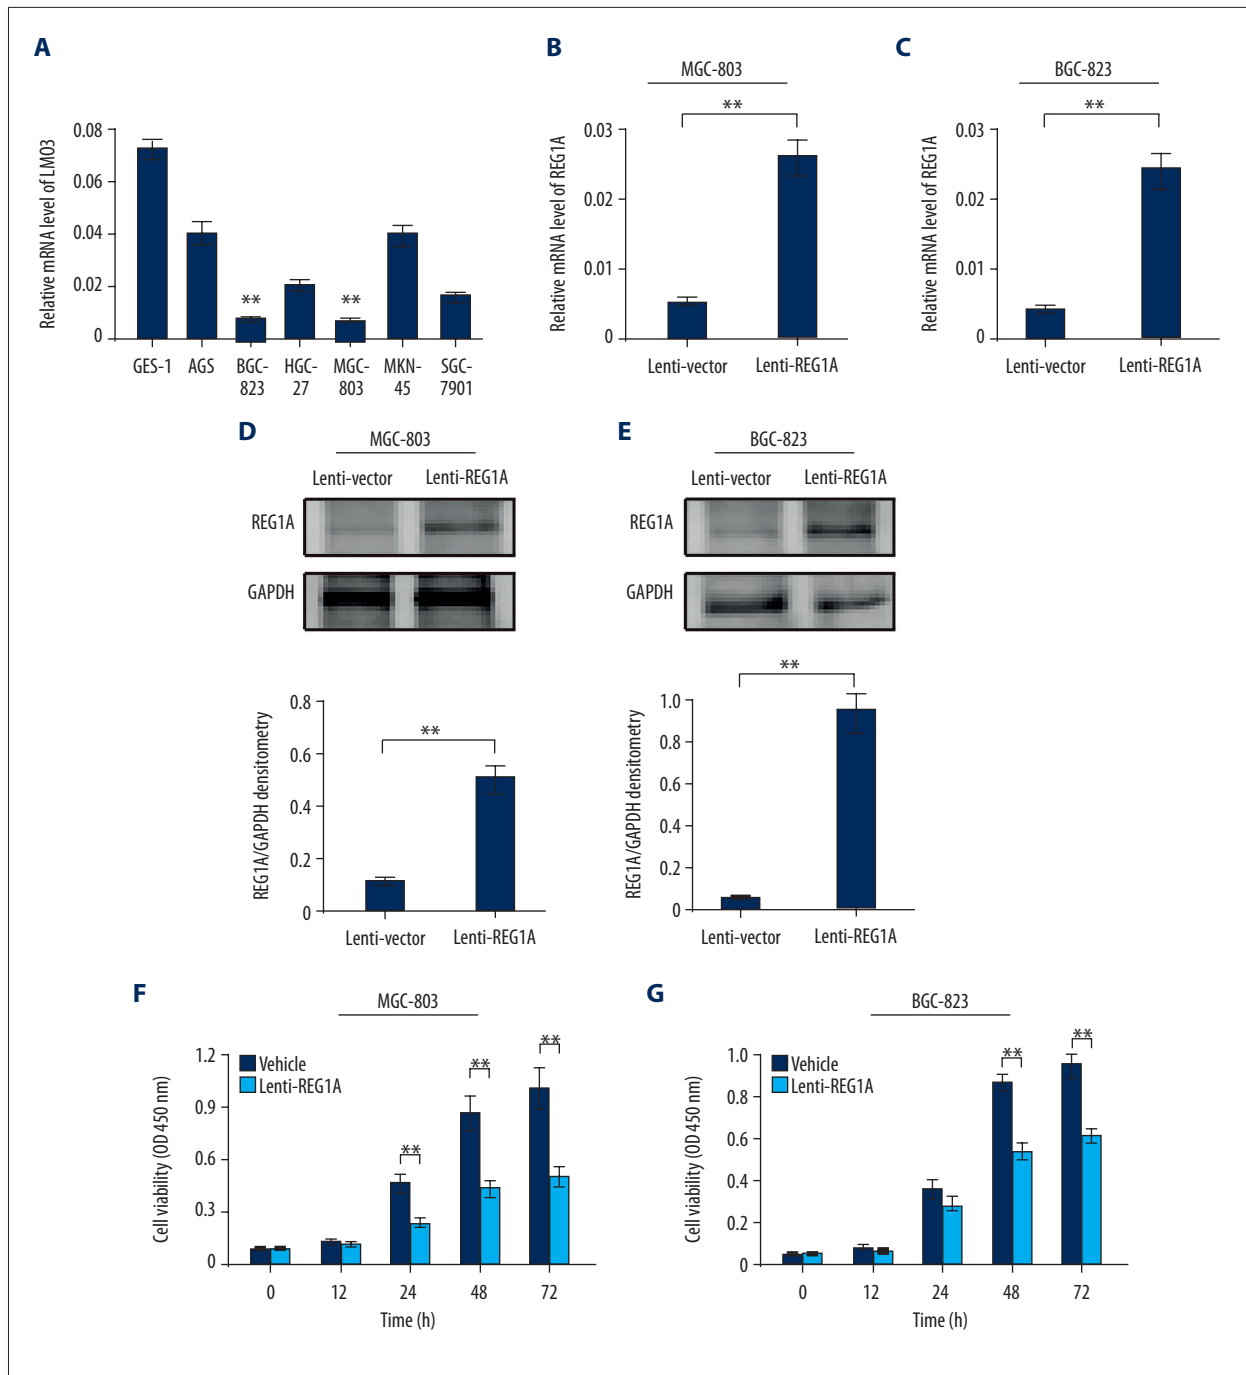 A
Relative mRNA level of LMO3
0.08
0.06
0.04
0.02
0
**
**
GES-1
AGS
BGC-
823
HGC-
27
MGC-
803
MKN-
45
SGC-
7901
B
MGC-803
**
Relative mRNA level of REG1A
0.03
0.02
0.01
0
Lenti-vector
Lenti-REG1A
C
BGC-823
**
Relative mRNA level of REG1A
0.03
0.02
0.01
0
Lenti-vector
Lenti-REG1A
D
MGC-803
Lenti-vector
Lenti-REG1A
REG1A
GAPDH
REG1A/GAPDH densitometry
0.8
0.6
0.4
0.2
0
**
Lenti-vector
Lenti-REG1A
E
BGC-823
Lenti-vector
Lenti-REG1A
REG1A
GAPDH
REG1A/GAPDH densitometry
1.0
0.8
0.6
0.4
0.2
0
**
Lenti-vector
Lenti-REG1A
F
MGC-803
Vehicle
Lenti-REG1A
Cell viability (OD 450 nm)
1.2
0.9
0.6
0.3
0
**
**
**
0
12
24
48
72
Time (h)
G
BGC-823
Vehicle
Lenti-REG1A
Cell viability (OD 450 nm)
1.0
0.8
0.6
0.4
0.2
0
**
**
0
12
24
48
72
Time (h)